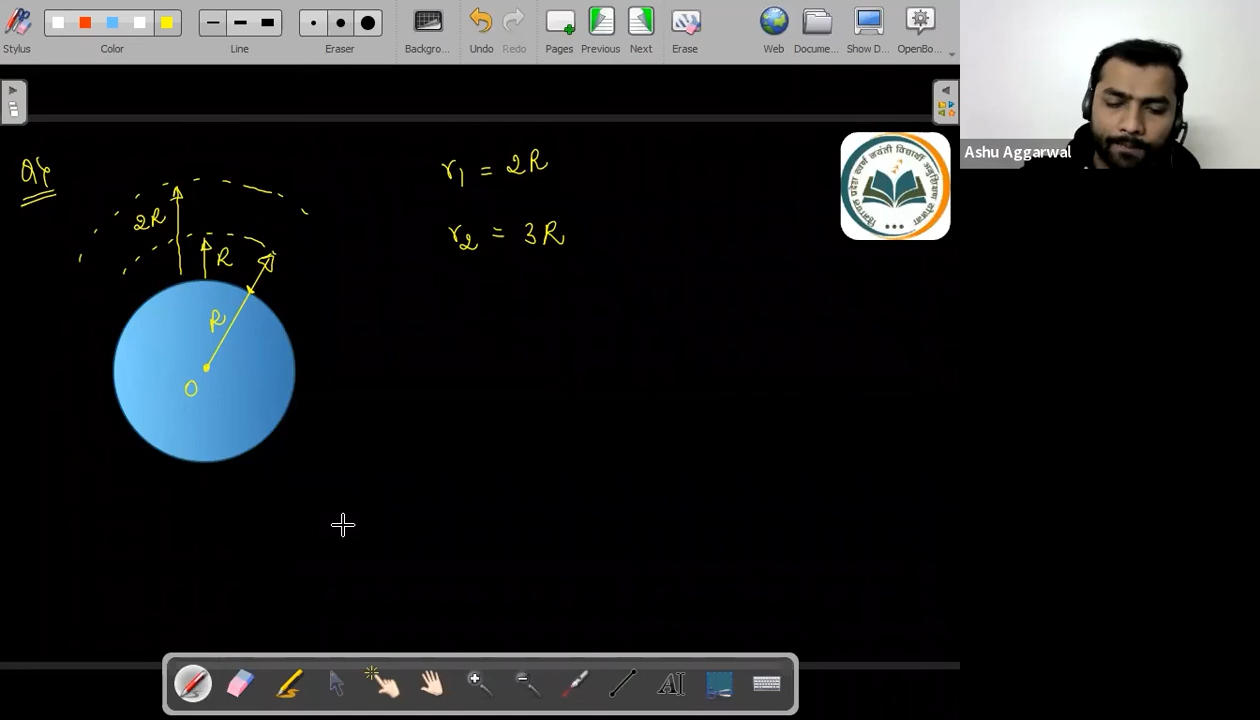 Stylus
Color
Line
Eraser
Backgro...
Undo
Redo
Pages
Previous
Next
Erase
Web
Docume...
Show D...
OpenBo...
Ashu Aggarwal
r₁ = 2R
2R
r₂ = 3R
R
R
O